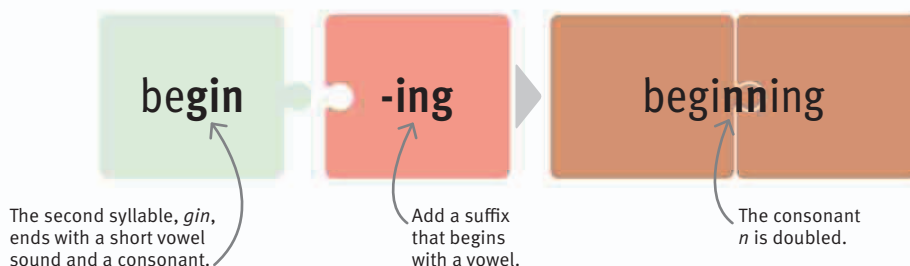 begin -ing beginning
The second syllable, gin,
ends with a short vowel
sound and a consonant.
Add a suffix
that begins
with a vowel.
The consonant
n is doubled.